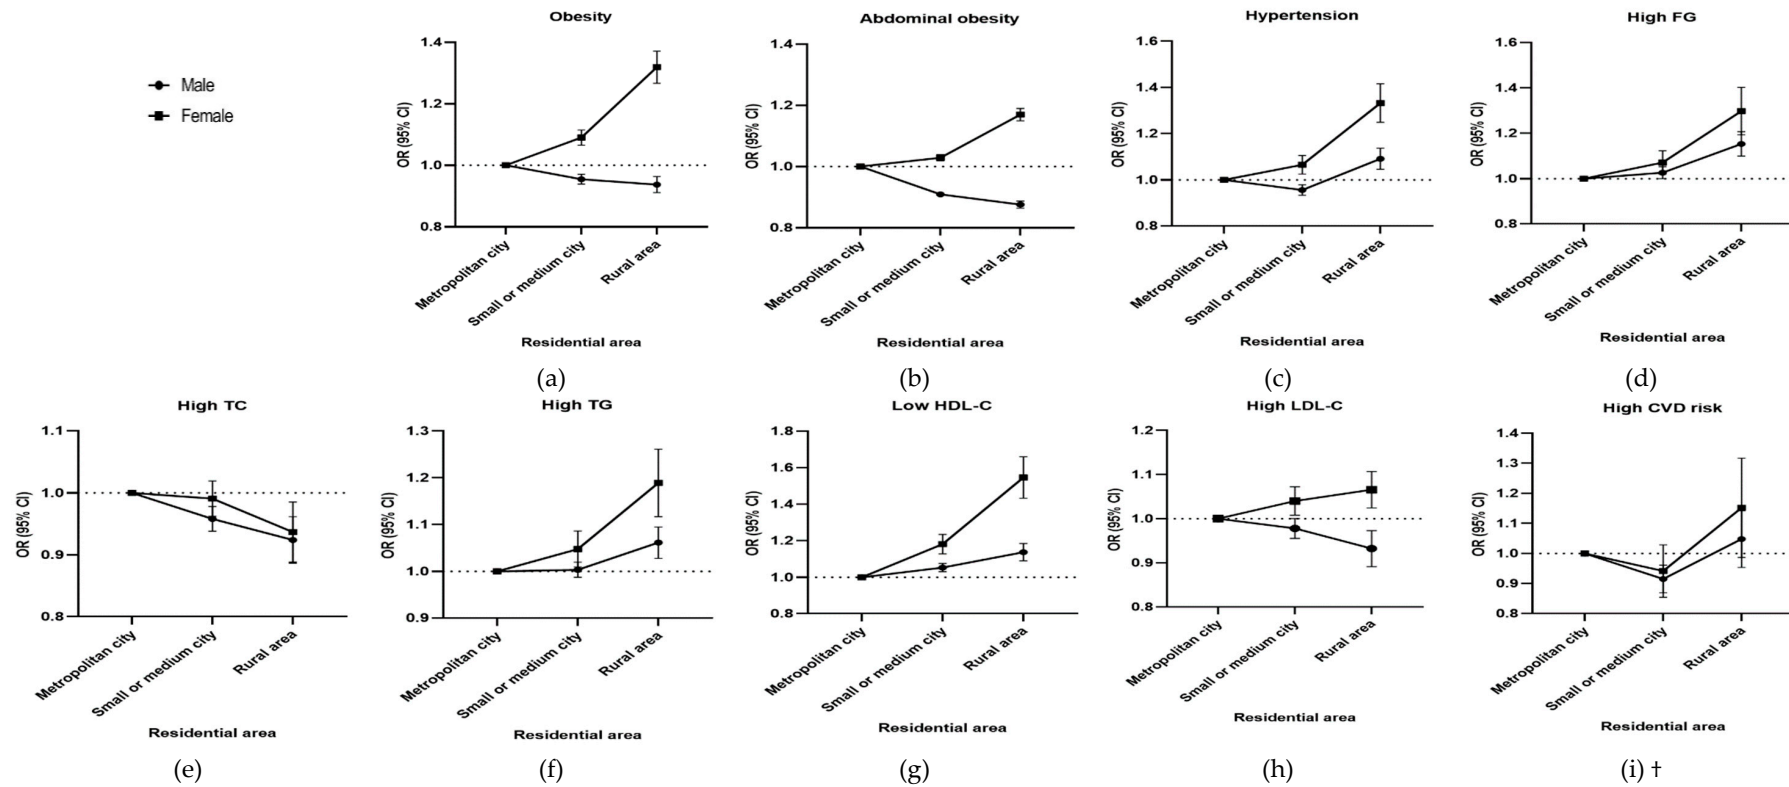 Male
Female
Obesity
OR (95% CI)
1.4
1.2
1.0
0.8
Metropolitan city
Small or medium city
Rural area
Residential area
(a)
Abdominal obesity
OR (95% CI)
1.4
1.2
1.0
0.8
Metropolitan city
Small or medium city
Rural area
Residential area
(b)
Hypertension
OR (95% CI)
1.6
1.4
1.2
1.0
0.8
Metropolitan city
Small or medium city
Rural area
Residential area
(c)
High FG
OR (95% CI)
1.6
1.4
1.2
1.0
0.8
Metropolitan city
Small or medium city
Rural area
Residential area
(d)
High TC
OR (95% CI)
1.1
1.0
0.9
0.8
Metropolitan city
Small or medium city
Rural area
Residential area
(e)
High TG
OR (95% CI)
1.3
1.2
1.1
1.0
0.9
Metropolitan city
Small or medium city
Rural area
Residential area
(f)
Low HDL-C
OR (95% CI)
1.8
1.6
1.4
1.2
1.0
0.8
Metropolitan city
Small or medium city
Rural area
Residential area
(g)
High LDL-C
OR (95% CI)
1.2
1.1
1.0
0.9
0.8
Metropolitan city
Small or medium city
Rural area
Residential area
(h)
High CVD risk
OR (95% CI)
1.4
1.3
1.2
1.1
1.0
0.9
0.8
Metropolitan city
Small or medium city
Rural area
Residential area
(i) †